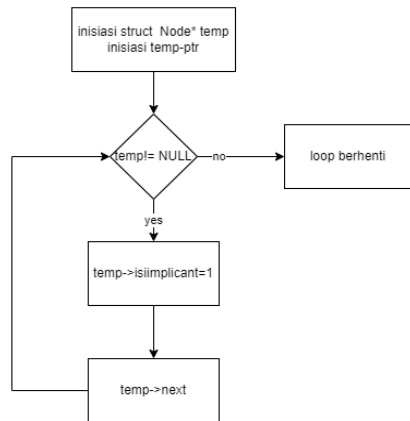 inisiasi struct Node* temp
inisiasi temp-ptr
temp!= NULL
no
loop berhenti
yes
temp->isiimplicant=1
temp->next